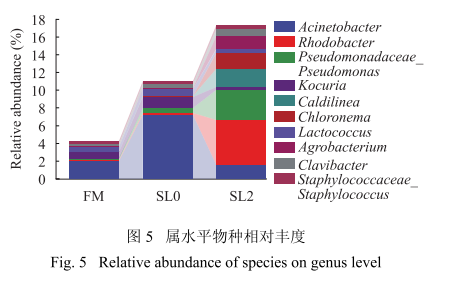 Relative abundance (%)
18
16
14
12
10
8
6
4
2
0
FM SL0 SL2
Acinetobacter
Rhodobacter
Pseudomonadaceae_
Pseudomonas
Kocuria
Caldilinea
Chloronema
Lactococcus
Agrobacterium
Clavibacter
Staphylococcaceae_
Staphylococcus
图 5 属水平物种相对丰度
Fig. 5 Relative abundance of species on genus level